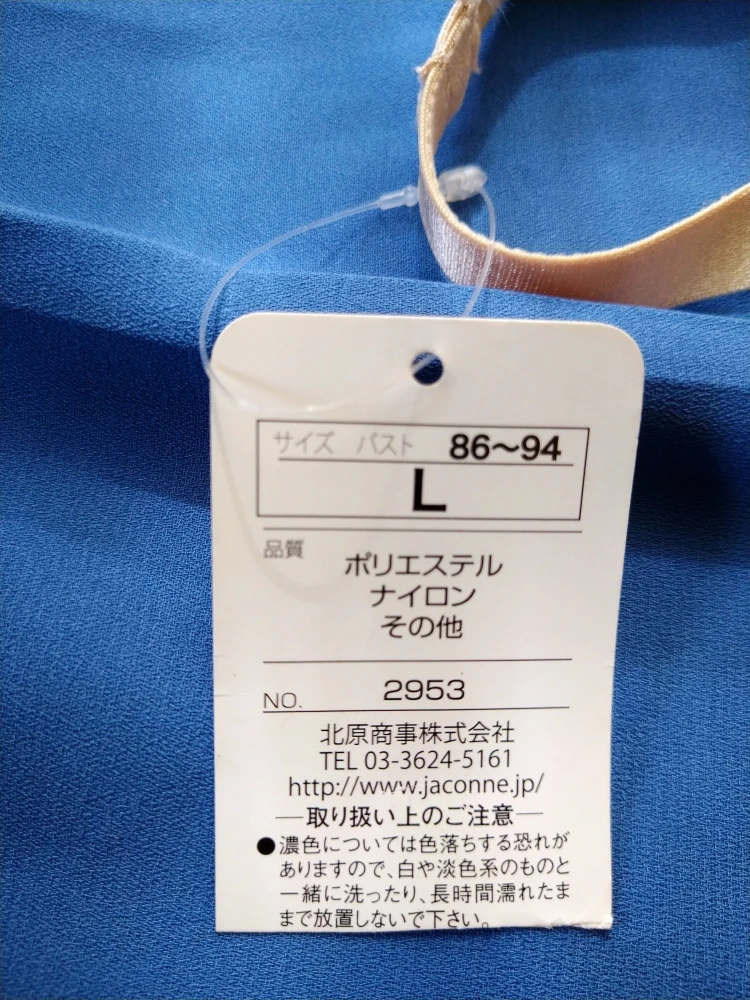 サイズ バスト 86〜94
L
品質
ポリエステル
ナイロン
その他
NO. 2953
北原商事株式会社
TEL 03-3624-5161
http://www.jaconne.jp/
―取り扱い上のご注意―
●濃色については色落ちする恐れが
ありますので、白や淡色系のものと
一緒に洗ったり、長時間濡れたま
まで放置しないで下さい。